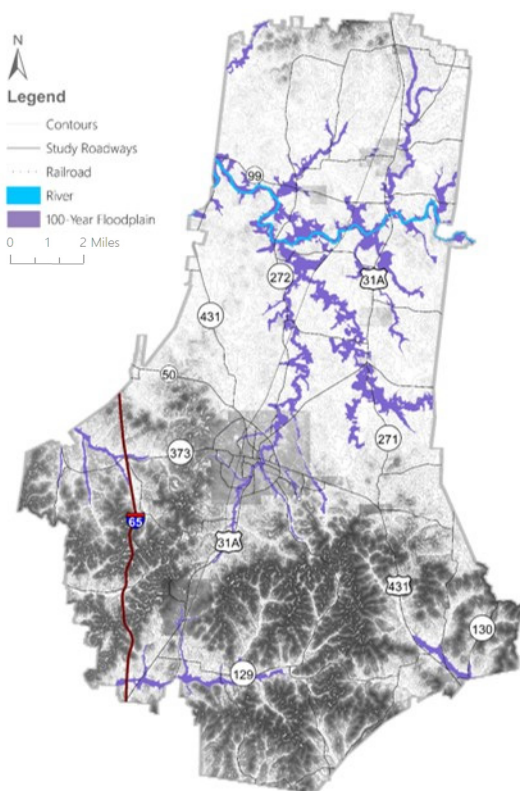 N
Legend
Contours
Study Roadways
Railroad
River
100-Year Floodplain
0 1 2 Miles
99
272
31A
431
50
373
271
65
31A
431
130
129